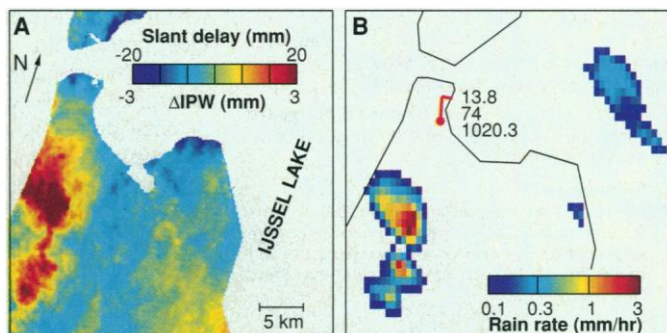 A
Slant delay (mm)
-20
20
N
-3
ΔIPW (mm)
3
IJSSEL LAKE
5 km
B
13.8
74
1020.3
0.1
0.3
1
3
Rain rate (mm/hr)